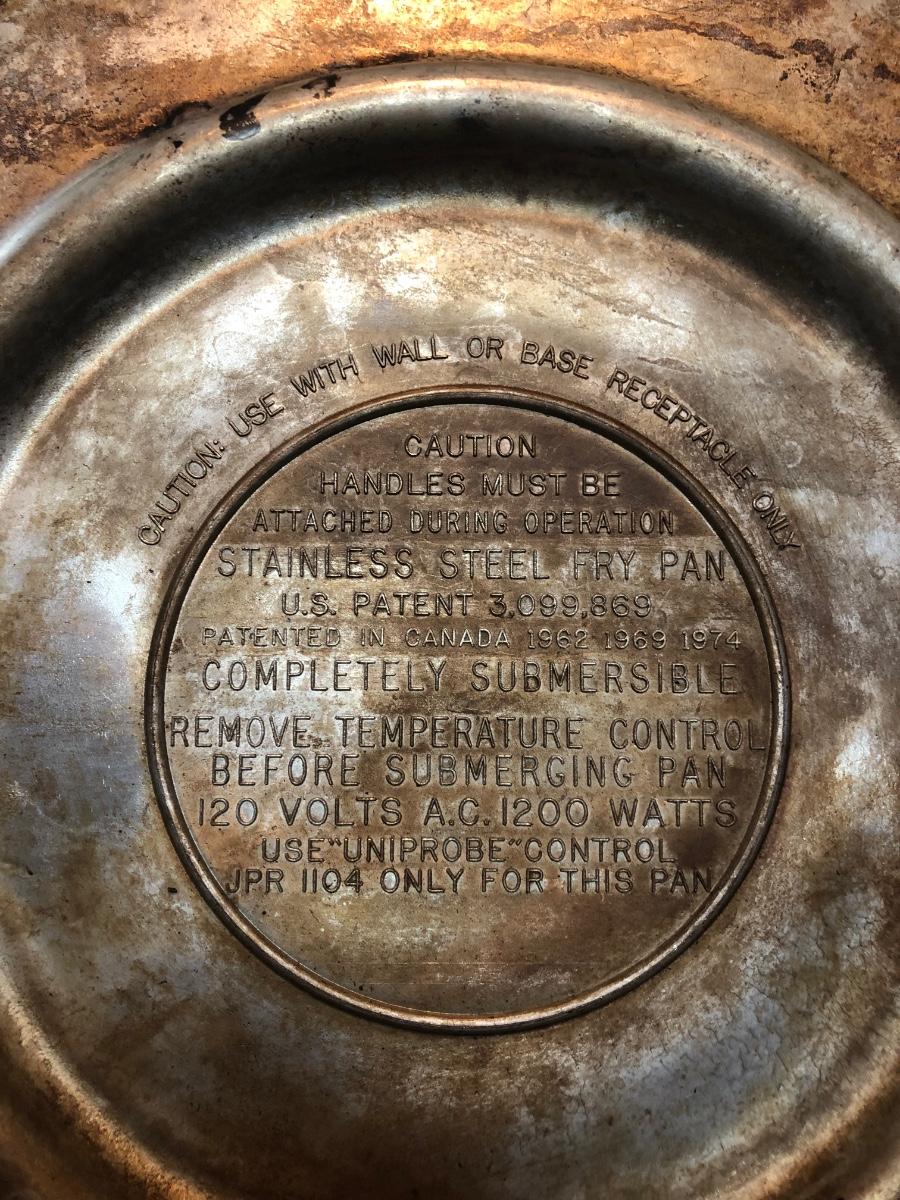 CAUTION: USE WITH WALL OR BASE RECEPTACLE ONLY
CAUTION
HANDLES MUST BE
ATTACHED DURING OPERATION
STAINLESS STEEL FRY PAN
U.S. PATENT 3,099,869
PATENTED IN CANADA 1962 1969 1974
COMPLETELY SUBMERSIBLE
REMOVE TEMPERATURE CONTROL
BEFORE SUBMERGING PAN
120 VOLTS A.C. 1200 WATTS
USE "UNIPROBE" CONTROL
JPR 1104 ONLY FOR THIS PAN